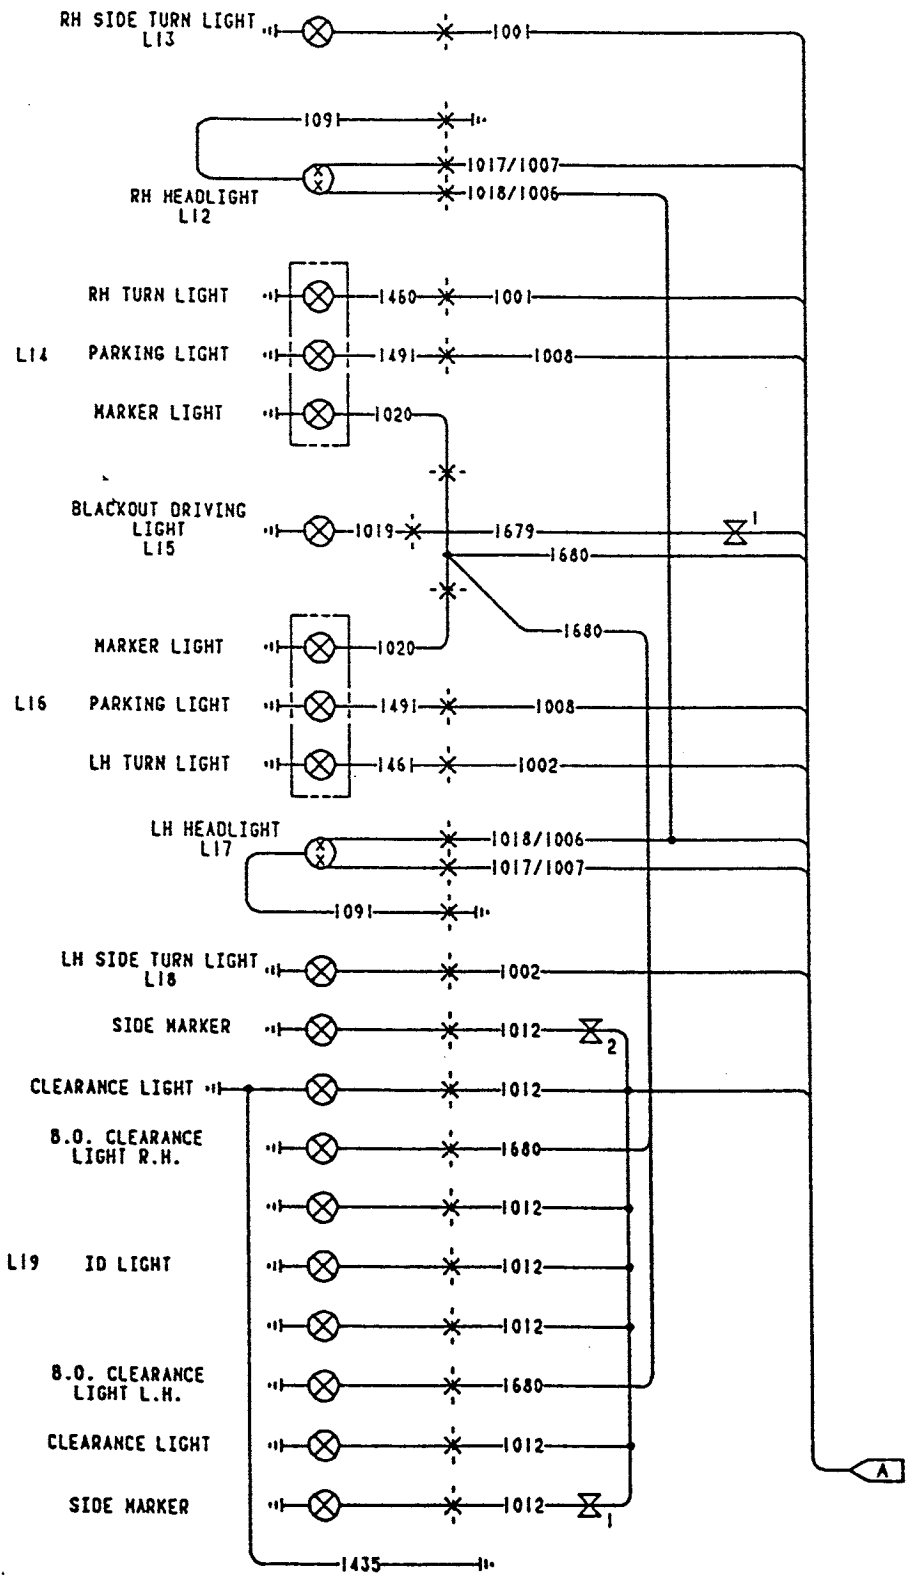 RH SIDE TURN LIGHT
L13
1001
1091
1017/1007
1018/1006
RH HEADLIGHT
L12
RH TURN LIGHT
1460
1001
L14
PARKING LIGHT
1491
1008
MARKER LIGHT
1020
BLACKOUT DRIVING
LIGHT
L15
1019
1679
1
1680
1680
MARKER LIGHT
1020
L16
PARKING LIGHT
1491
1008
LH TURN LIGHT
1461
1002
LH HEADLIGHT
L17
1018/1006
1017/1007
1091
LH SIDE TURN LIGHT
L18
1002
SIDE MARKER
1012
2
CLEARANCE LIGHT
1012
B.O. CLEARANCE
LIGHT R.H.
1680
1012
L19
ID LIGHT
1012
1012
B.O. CLEARANCE
LIGHT L.H.
1680
CLEARANCE LIGHT
1012
A
SIDE MARKER
1012
1
1435